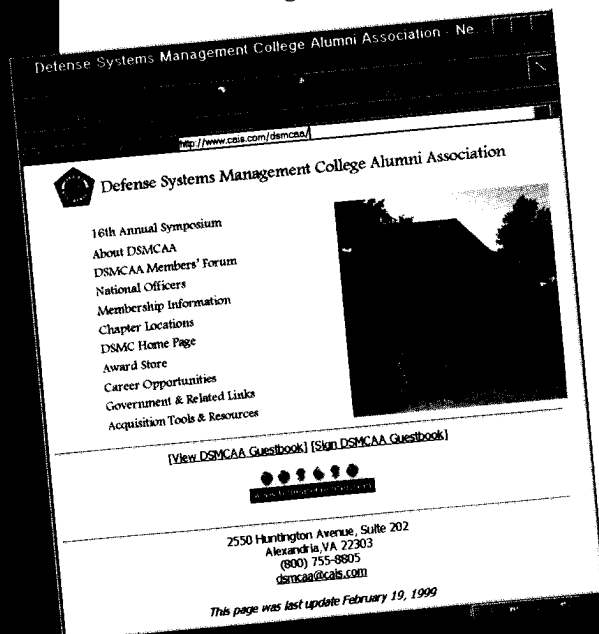 Defense Systems Management College Alumni Association - Ne
http://www.cais.com/dsmcaa/
Defense Systems Management College Alumni Association
16th Annual Symposium
About DSMCAA
DSMCAA Members' Forum
National Officers
Membership Information
Chapter Locations
DSMC Home Page
Award Store
Career Opportunities
Government & Related Links
Acquisition Tools & Resources
[View DSMCAA Guestbook] [Sign DSMCAA Guestbook]
2550 Huntington Avenue, Suite 202
Alexandria, VA 22303
(800) 755-8805
dsmcaa@cais.com
This page was last update February 19, 1999